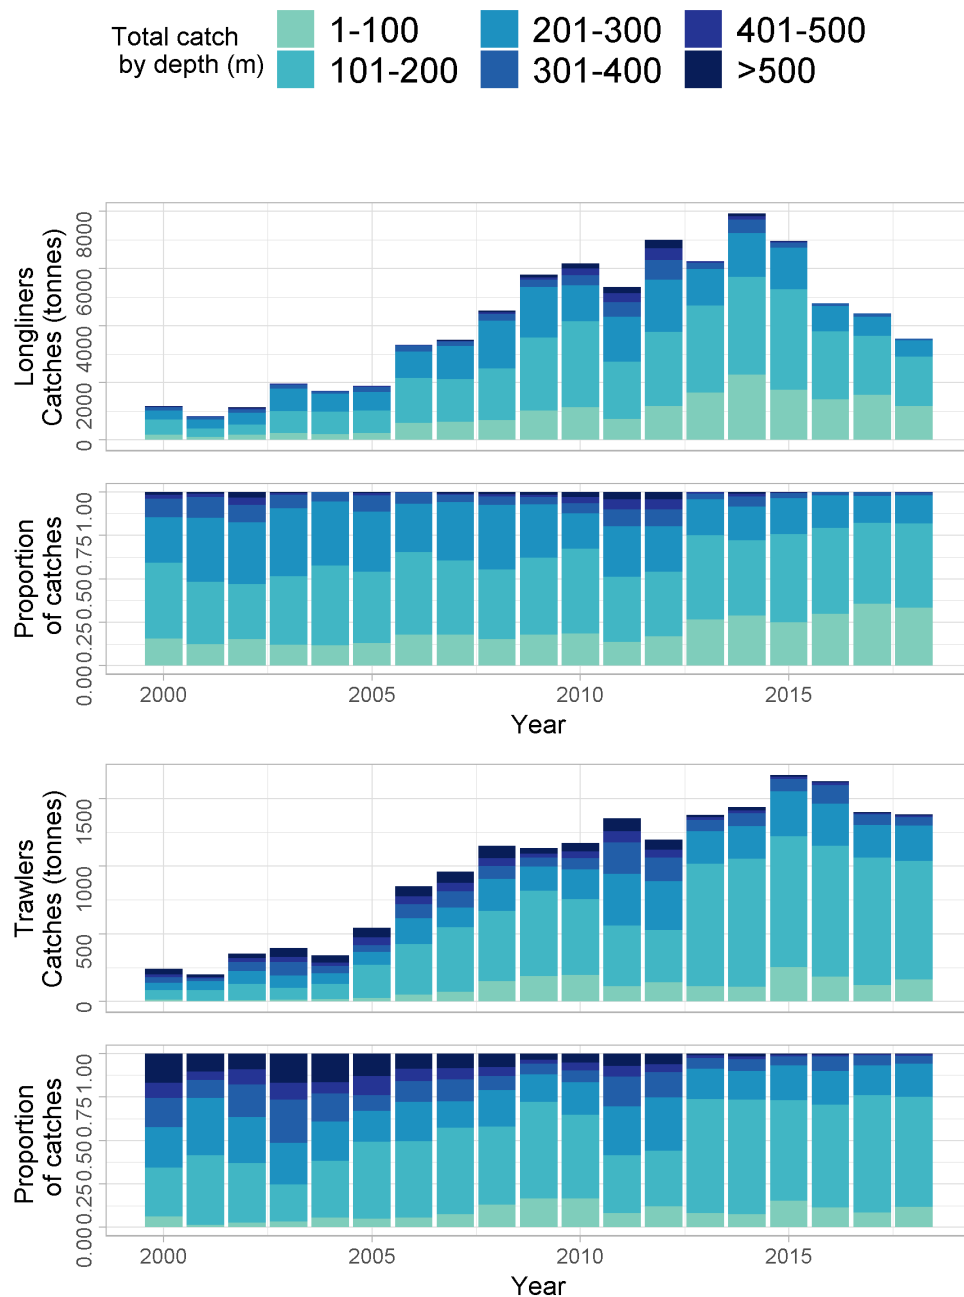 Total catch
by depth (m)
1-100
201-300
401-500
101-200
301-400
>500
Longliners
Catches (tonnes)
0 2000 4000 6000 8000
Proportion
of catches
0.00 0.25 0.50 0.75 1.00
2000 2005 2010 2015
Year
Trawlers
Catches (tonnes)
0 500 1000 1500
Proportion
of catches
0.00 0.25 0.50 0.75 1.00
2000 2005 2010 2015
Year